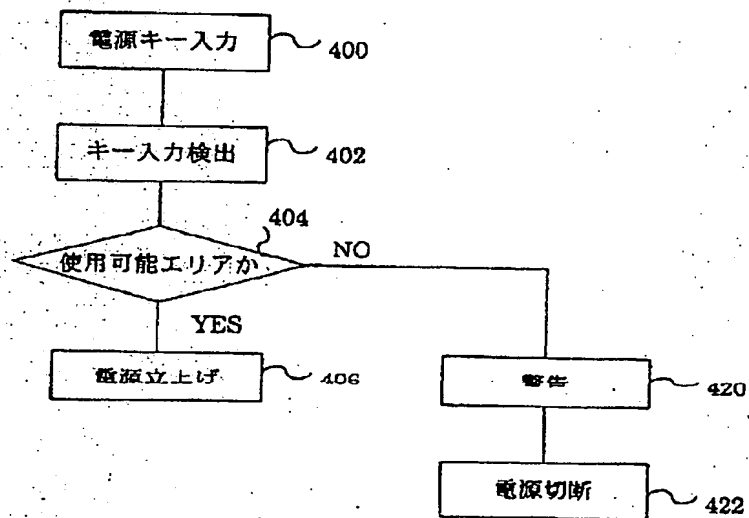 電源キー入力
400
キー入力検出
402
404
使用可能エリアか
NO
YES
電源立上げ
406
警告
420
電源切断
422